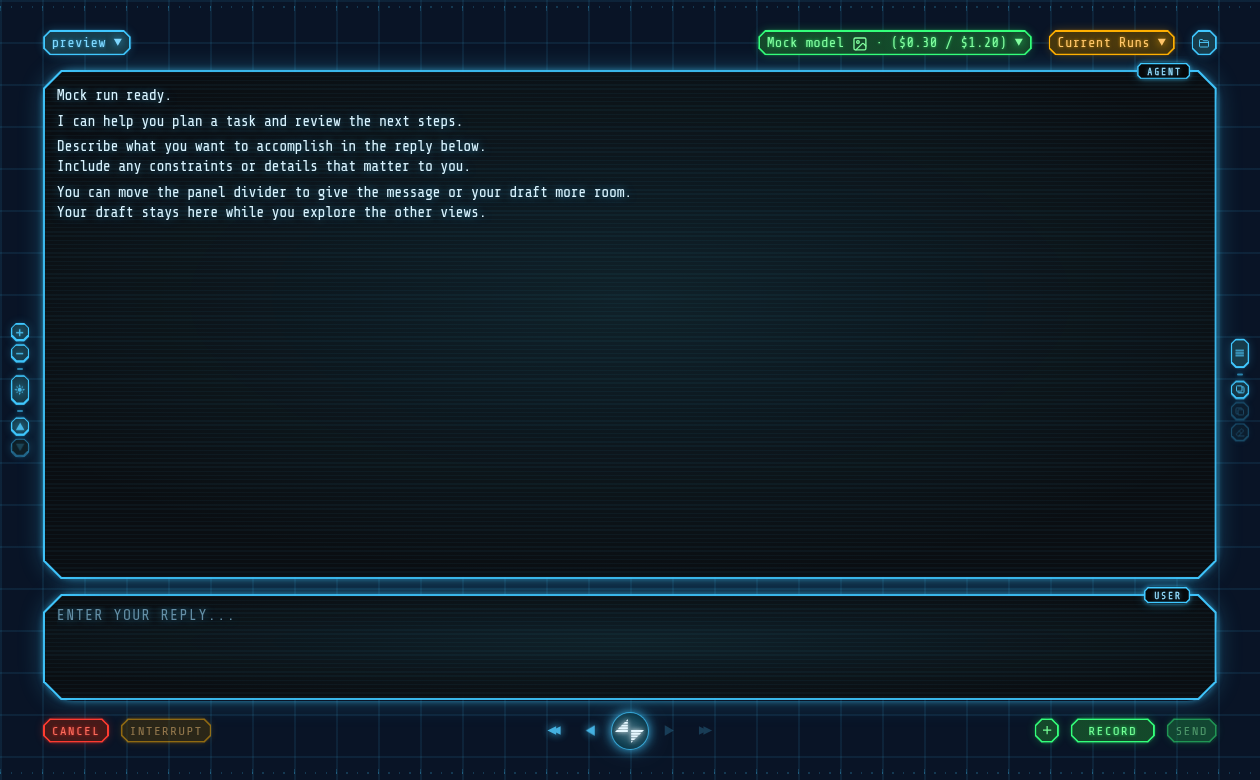 preview
Mock model · ($0.30 / $1.20)
Current Runs
AGENT
Mock run ready.
I can help you plan a task and review the next steps.
Describe what you want to accomplish in the reply below.
Include any constraints or details that matter to you.
You can move the panel divider to give the message or your draft more room.
Your draft stays here while you explore the other views.
USER
ENTER YOUR REPLY...
CANCEL
INTERRUPT
RECORD
SEND